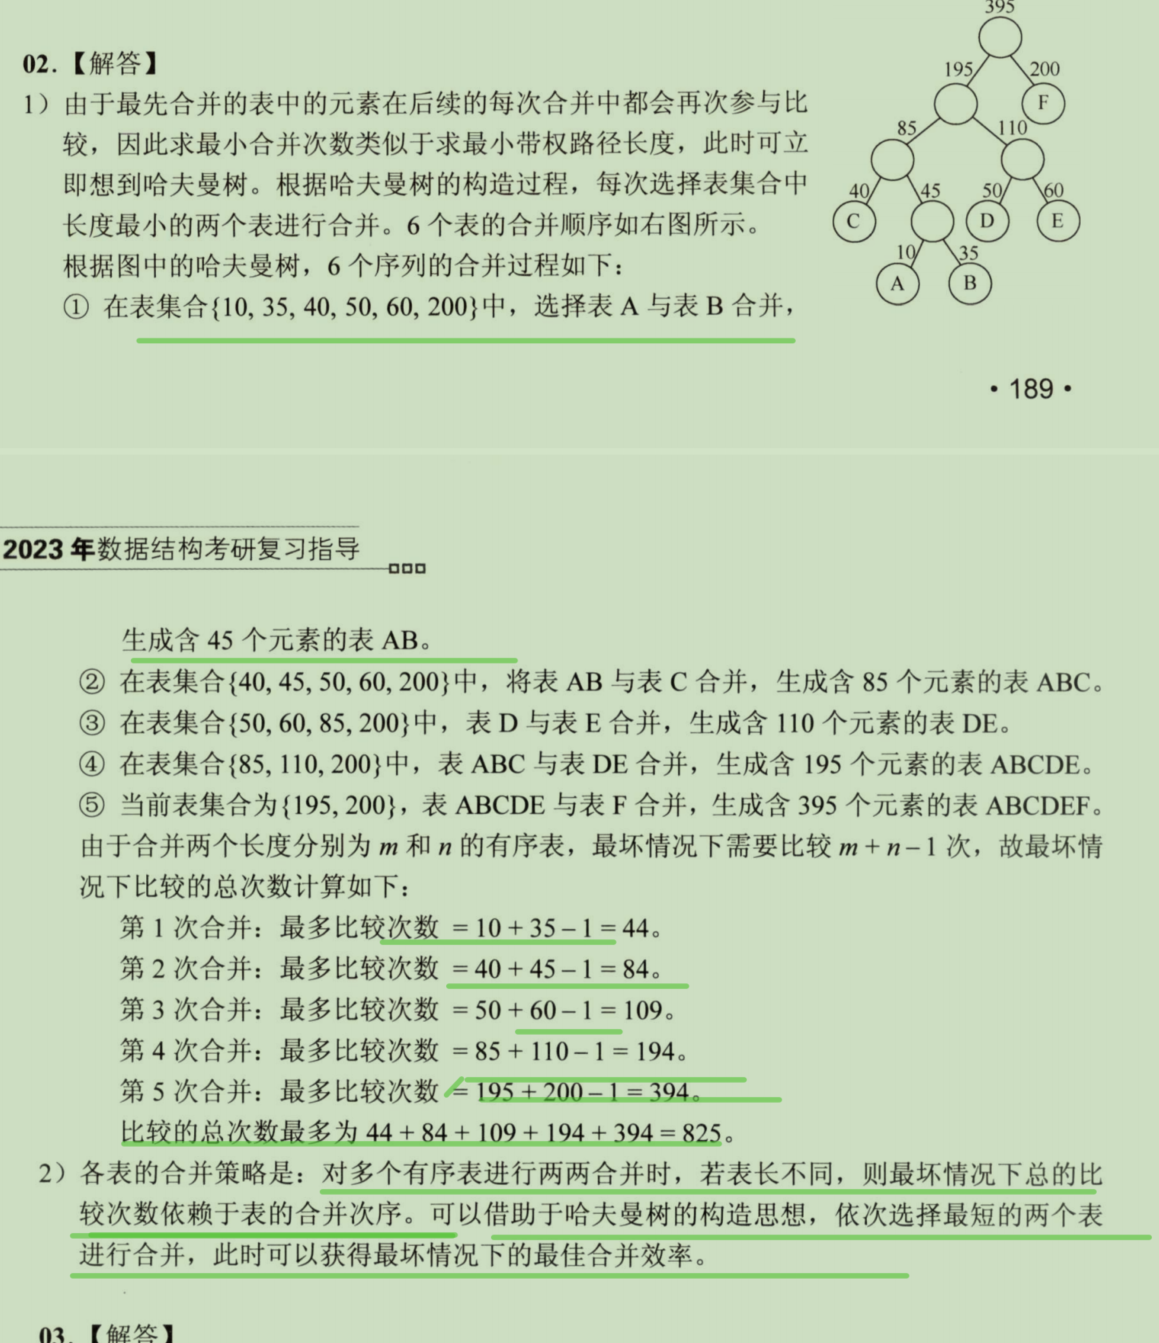 395
02.【解答】
195 200
F
1）由于最先合并的表中的元素在后续的每次合并中都会再次参与比
85 110
较，因此求最小合并次数类似于求最小带权路径长度，此时可立
即想到哈夫曼树。根据哈夫曼树的构造过程，每次选择表集合中
40 45 50 60
长度最小的两个表进行合并。6 个表的合并顺序如右图所示。
C D E
根据图中的哈夫曼树，6 个序列的合并过程如下：
10 35
A B
① 在表集合{10, 35, 40, 50, 60, 200}中，选择表 A 与表 B 合并，
• 189 •
2023 年数据结构考研复习指导
生成含 45 个元素的表 AB。
② 在表集合{40, 45, 50, 60, 200}中，将表 AB 与表 C 合并，生成含 85 个元素的表 ABC。
③ 在表集合{50, 60, 85, 200}中，表 D 与表 E 合并，生成含 110 个元素的表 DE。
④ 在表集合{85, 110, 200}中，表 ABC 与表 DE 合并，生成含 195 个元素的表 ABCDE。
⑤ 当前表集合为{195, 200}，表 ABCDE 与表 F 合并，生成含 395 个元素的表 ABCDEF。
由于合并两个长度分别为 m 和 n 的有序表，最坏情况下需要比较 m + n – 1 次，故最坏情
况下比较的总次数计算如下：
第 1 次合并：最多比较次数 = 10 + 35 – 1 = 44。
第 2 次合并：最多比较次数 = 40 + 45 – 1 = 84。
第 3 次合并：最多比较次数 = 50 + 60 – 1 = 109。
第 4 次合并：最多比较次数 = 85 + 110 – 1 = 194。
第 5 次合并：最多比较次数 = 195 + 200 – 1 = 394。
比较的总次数最多为 44 + 84 + 109 + 194 + 394 = 825。
2）各表的合并策略是：对多个有序表进行两两合并时，若表长不同，则最坏情况下总的比
较次数依赖于表的合并次序。可以借助于哈夫曼树的构造思想，依次选择最短的两个表
进行合并，此时可以获得最坏情况下的最佳合并效率。
03.【解答】